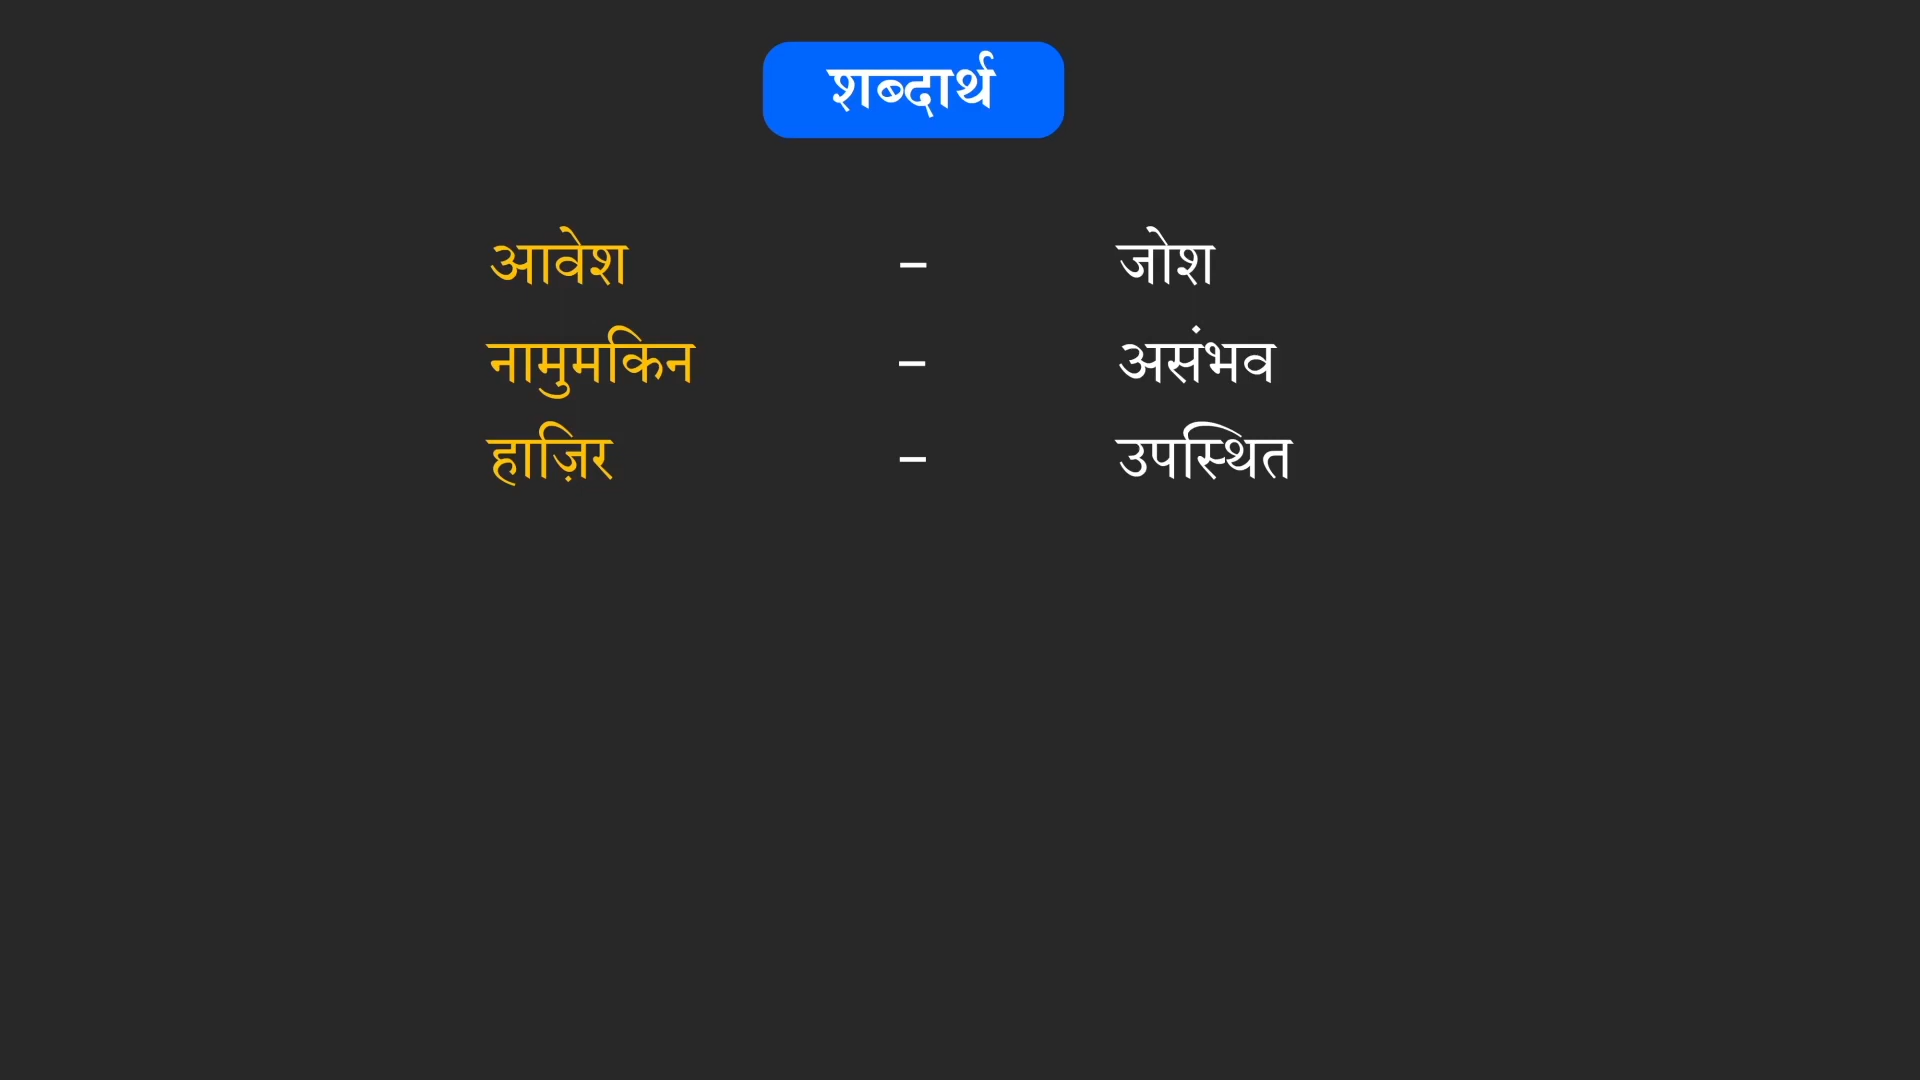 शब्दार्थ
आवेश – जोश
नामुमकिन – असंभव
हाज़िर – उपस्थित